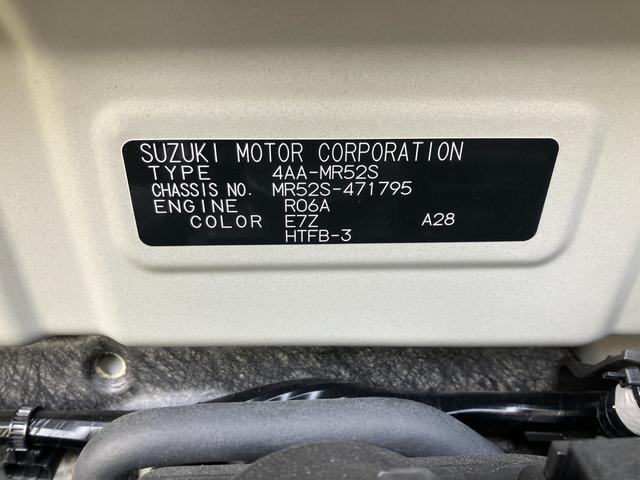 SUZUKI MOTOR CORPORATION
TYPE 4AA-MR52S
CHASSIS NO. MR52S-471795
ENGINE R06A
COLOR E7Z A28
HTFB-3